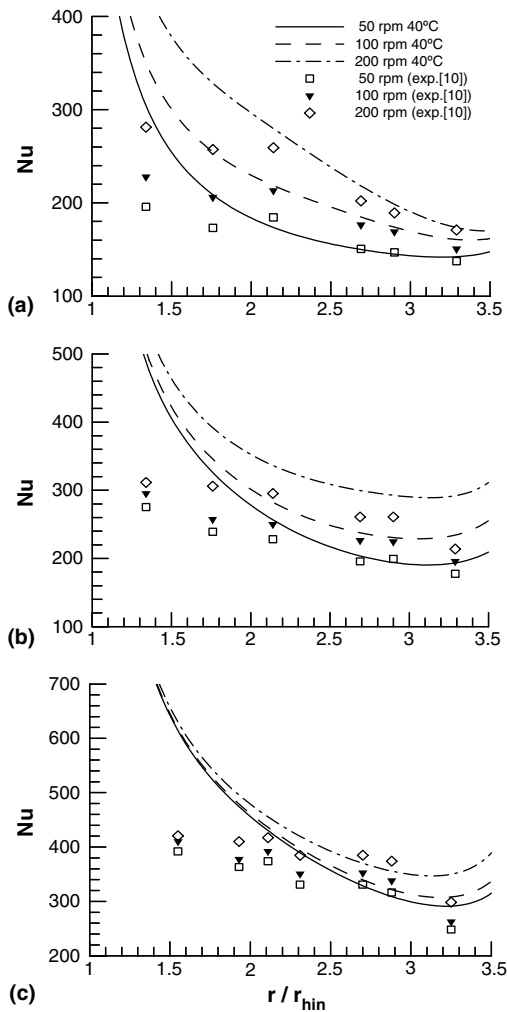 400
300
200
100
Nu
50 rpm 40ºC
100 rpm 40ºC
200 rpm 40ºC
50 rpm (exp.[10])
100 rpm (exp.[10])
200 rpm (exp.[10])
(a)
1 1.5 2 2.5 3 3.5
500
400
300
200
100
Nu
(b)
1 1.5 2 2.5 3 3.5
700
600
500
400
300
200
Nu
(c)
1 1.5 2 2.5 3 3.5
r / rhin